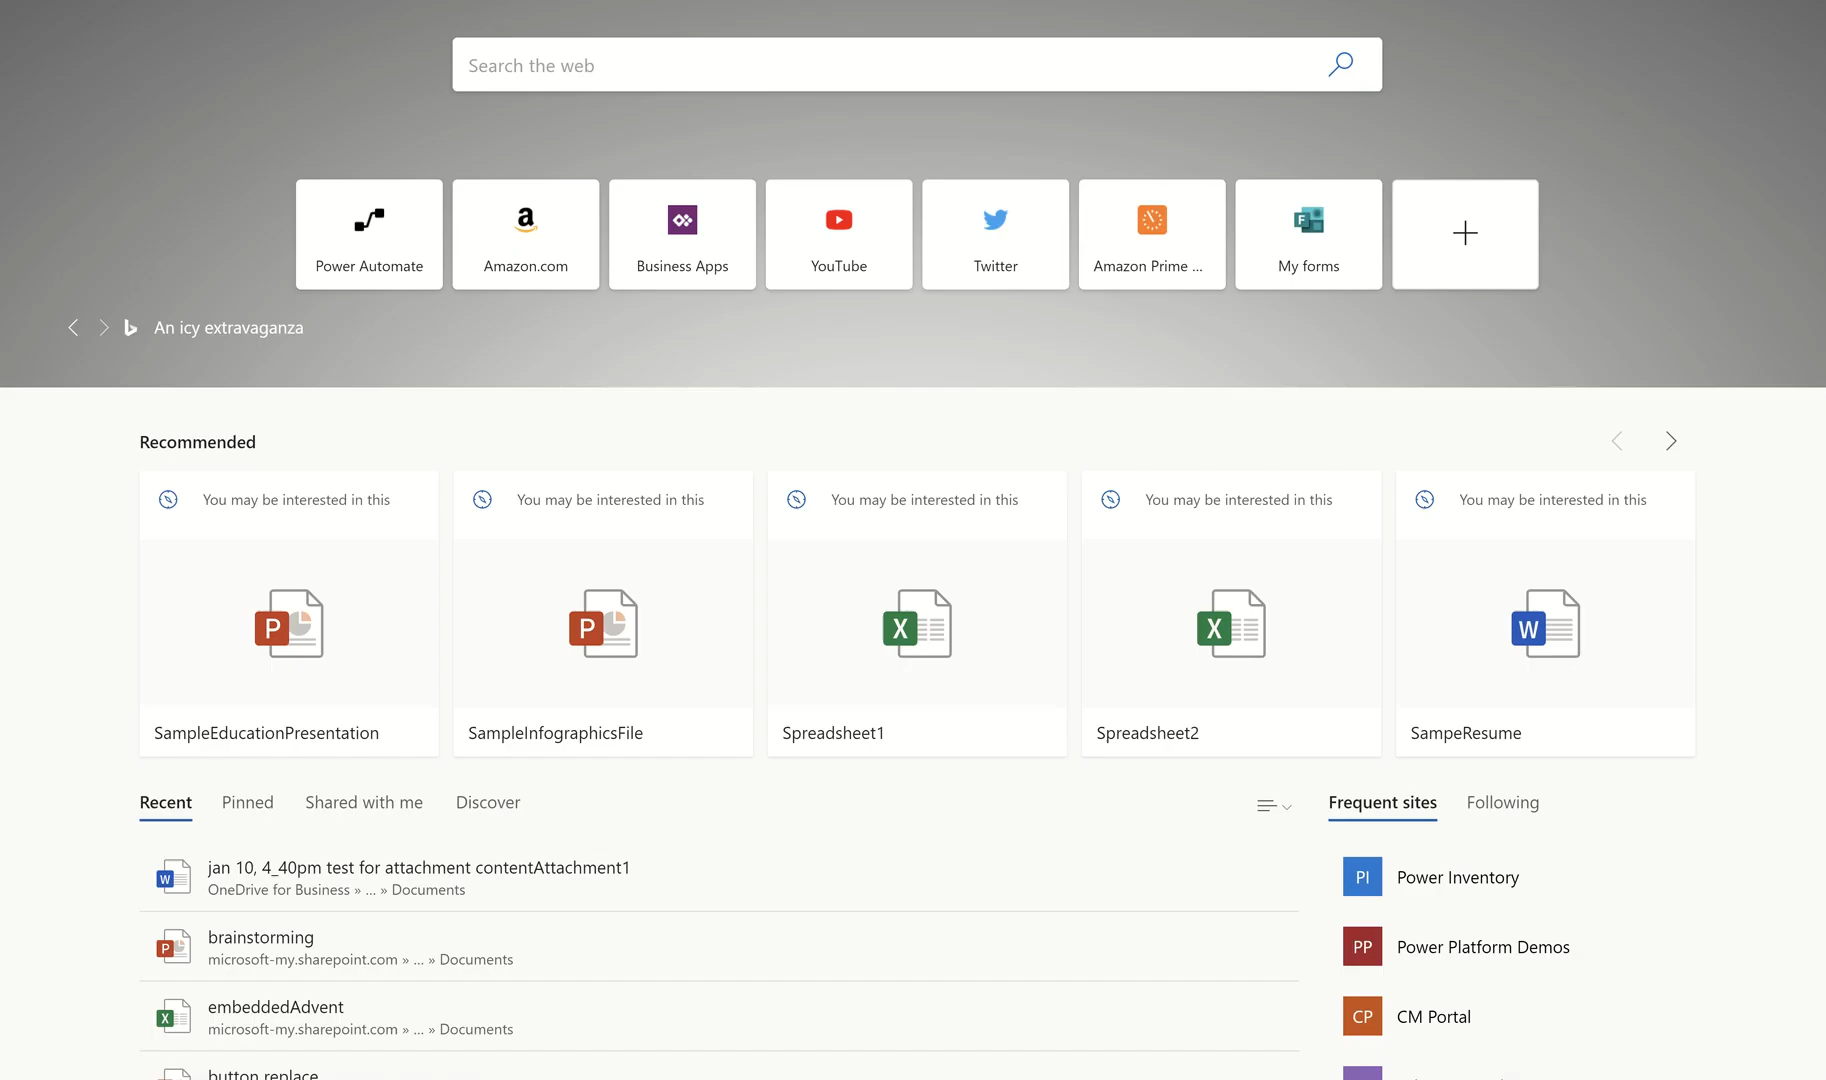 Search the web
Power Automate
Amazon.com
Business Apps
YouTube
Twitter
Amazon Prime ...
My forms
An icy extravaganza
Recommended
You may be interested in this
You may be interested in this
You may be interested in this
You may be interested in this
You may be interested in this
SampleEducationPresentation
SampleInfographicsFile
Spreadsheet1
Spreadsheet2
SampeResume
Recent
Pinned
Shared with me
Discover
Frequent sites
Following
jan 10, 4_40pm test for attachment contentAttachment1
OneDrive for Business » ... » Documents
brainstorming
microsoft-my.sharepoint.com » ... » Documents
embeddedAdvent
microsoft-my.sharepoint.com » ... » Documents
button replace
PI Power Inventory
PP Power Platform Demos
CP CM Portal